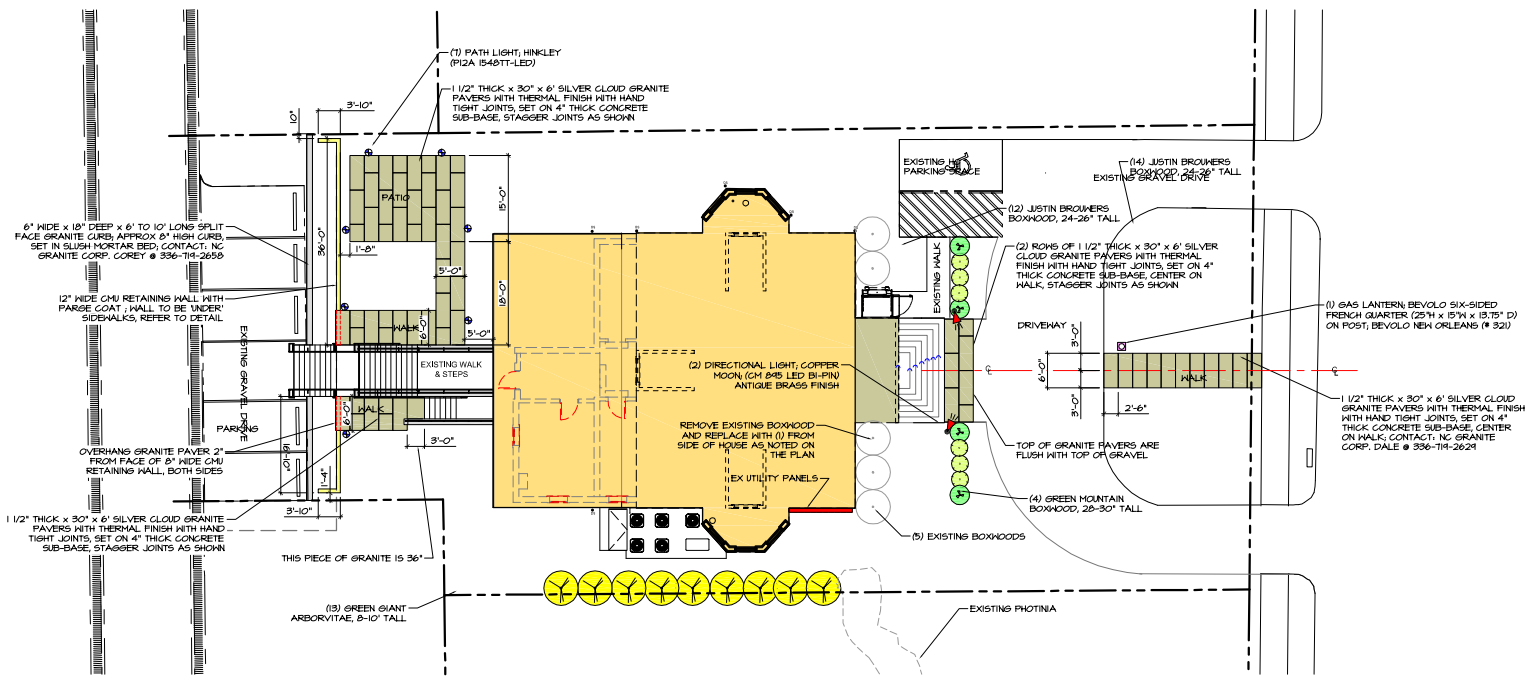 (7) PATH LIGHT; HINKLEY
(P12A 1548TT-LED)
1 1/2" THICK x 30" x 6' SILVER CLOUD GRANITE
PAVERS WITH THERMAL FINISH WITH HAND
TIGHT JOINTS, SET ON 4" THICK CONCRETE
SUB-BASE, STAGGER JOINTS AS SHOWN
3'-10"
10"
36'-0"
PATIO
15'-0"
1'-8"
5'-0"
18'-0"
6'-0"
WALK
5'-0"
6" WIDE x 18" DEEP x 6' TO 10' LONG SPLIT
FACE GRANITE CURB; APPROX 8" HIGH CURB,
SET IN SLUSH MORTAR BED; CONTACT: NC
GRANITE CORP. COREY @ 336-719-2658
12" WIDE CMU RETAINING WALL WITH
PARGE COAT ; WALL TO BE 'UNDER'
SIDEWALKS, REFER TO DETAIL
EXISTING GRAVEL DRIVE
PARKING
EXISTING WALK
& STEPS
6'-0"
WALK
3'-0"
16'-10"
1'-4"
3'-10"
OVERHANG GRANITE PAVER 2"
FROM FACE OF 8" WIDE CMU
RETAINING WALL, BOTH SIDES
1 1/2" THICK x 30" x 6' SILVER CLOUD GRANITE
PAVERS WITH THERMAL FINISH WITH HAND
TIGHT JOINTS, SET ON 4" THICK CONCRETE
SUB-BASE, STAGGER JOINTS AS SHOWN
THIS PIECE OF GRANITE IS 36"
(13) GREEN GIANT
ARBORVITAE, 8-10' TALL
(2) DIRECTIONAL LIGHT; COPPER
MOON; (CM 895 LED BI-PIN)
ANTIQUE BRASS FINISH
REMOVE EXISTING BOXWOOD
AND REPLACE WITH (1) FROM
SIDE OF HOUSE AS NOTED ON
THE PLAN
EX UTILITY PANELS
EXISTING
PARKING SPACE
EXISTING WALK
(14) JUSTIN BROUWERS
BOXWOOD, 24-26" TALL
EXISTING GRAVEL DRIVE
(12) JUSTIN BROUWERS
BOXWOOD, 24-26" TALL
(2) ROWS OF 1 1/2" THICK x 30" x 6' SILVER
CLOUD GRANITE PAVERS WITH THERMAL
FINISH WITH HAND TIGHT JOINTS, SET ON 4"
THICK CONCRETE SUB-BASE, CENTER ON
WALK, STAGGER JOINTS AS SHOWN
DRIVEWAY
3'-0"
6'-0"
3'-0"
WALK
2'-6"
(1) GAS LANTERN; BEVOLO SIX-SIDED
FRENCH QUARTER (25"H x 15"W x 13.75" D)
ON POST; BEVOLO NEW ORLEANS (# 321)
1 1/2" THICK x 30" x 6' SILVER CLOUD
GRANITE PAVERS WITH THERMAL FINISH
WITH HAND TIGHT JOINTS, SET ON 4"
THICK CONCRETE SUB-BASE, CENTER
ON WALK; CONTACT: NC GRANITE
CORP. DALE @ 336-719-2629
TOP OF GRANITE PAVERS ARE
FLUSH WITH TOP OF GRAVEL
(4) GREEN MOUNTAIN
BOXWOOD, 28-30" TALL
(5) EXISTING BOXWOODS
EXISTING PHOTINIA